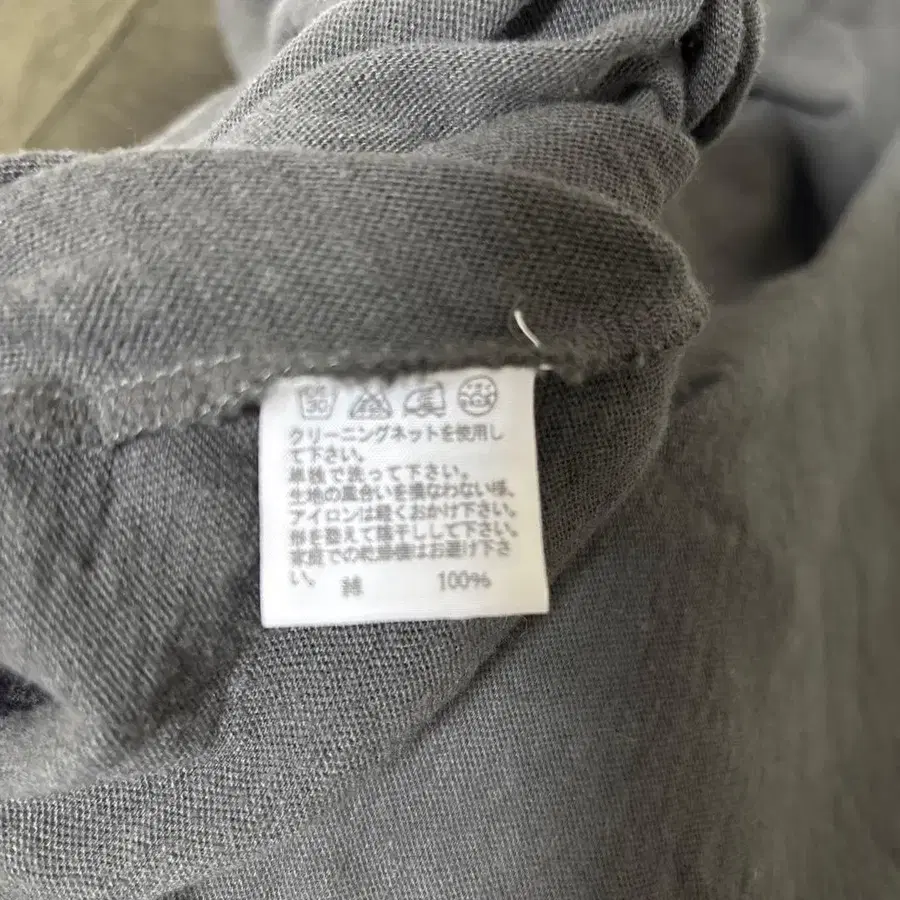 30
クリーニングネットを使用し
て下さい。
単独で洗って下さい。
生地の風合いを損なわない様、
アイロンは軽くおかけ下さい。
形を整えて陰干しして下さい。
家庭での乾燥機はお避け下さ
い。
綿 100%